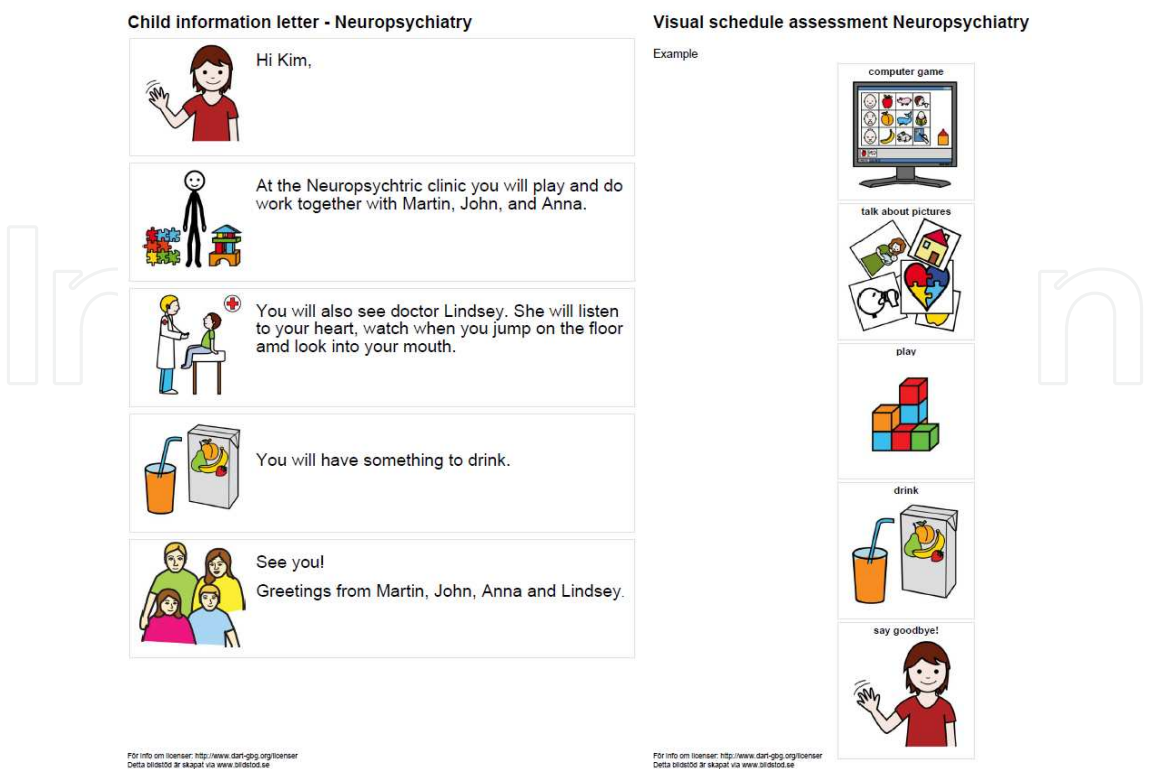 Child information letter - Neuropsychiatry
Hi Kim,
At the Neuropsychtric clinic you will play and do
work together with Martin, John, and Anna.
You will also see doctor Lindsey. She will listen
to your heart, watch when you jump on the floor
amd look into your mouth.
You will have something to drink.
See you!
Greetings from Martin, John, Anna and Lindsey.
För info om licenser: http://www.dart-gbg.org/licenser
Detta bildstöd är skapat via www.bildstod.se
Visual schedule assessment Neuropsychiatry
Example
computer game
talk about pictures
play
drink
say goodbye!
För info om licenser: http://www.dart-gbg.org/licenser
Detta bildstöd är skapat via www.bildstod.se